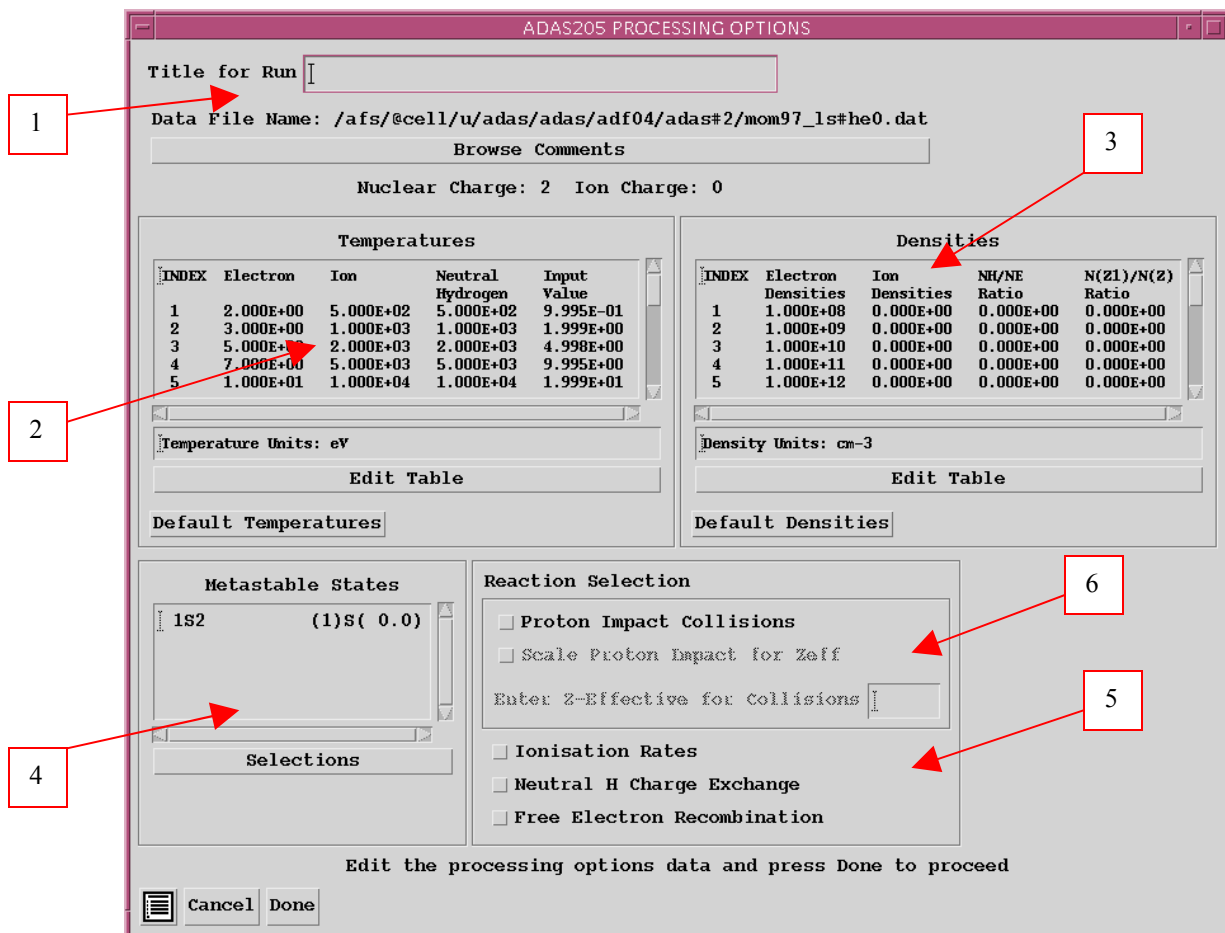 ADAS205 PROCESSING OPTIONS
Title for Run
1
Data File Name: /afs/@cell/u/adas/adas/adf04/adas#2/mom97_ls#he0.dat
Browse Comments
3
Nuclear Charge: 2 Ion Charge: 0
Temperatures
INDEX Electron Ion Neutral Hydrogen Input Value
1 2.000E+00 5.000E+02 5.000E+02 9.995E-01
2 3.000E+00 1.000E+03 1.000E+03 1.999E+00
3 5.000E+00 2.000E+03 2.000E+03 4.998E+00
4 7.000E+00 5.000E+03 5.000E+03 9.995E+00
5 1.000E+01 1.000E+04 1.000E+04 1.999E+01
2
Temperature Units: eV
Edit Table
Default Temperatures
Densities
INDEX Electron Densities Ion Densities NH/NE Ratio N(Z1)/N(Z) Ratio
1 1.000E+08 0.000E+00 0.000E+00 0.000E+00
2 1.000E+09 0.000E+00 0.000E+00 0.000E+00
3 1.000E+10 0.000E+00 0.000E+00 0.000E+00
4 1.000E+11 0.000E+00 0.000E+00 0.000E+00
5 1.000E+12 0.000E+00 0.000E+00 0.000E+00
Density Units: cm-3
Edit Table
Default Densities
Metastable States
1S2 (1)S( 0.0)
4
Selections
Reaction Selection
6
Proton Impact Collisions
Scale Proton Impact for Zeff
Enter Z-Effective for Collisions
5
Ionisation Rates
Neutral H Charge Exchange
Free Electron Recombination
Edit the processing options data and press Done to proceed
Cancel Done